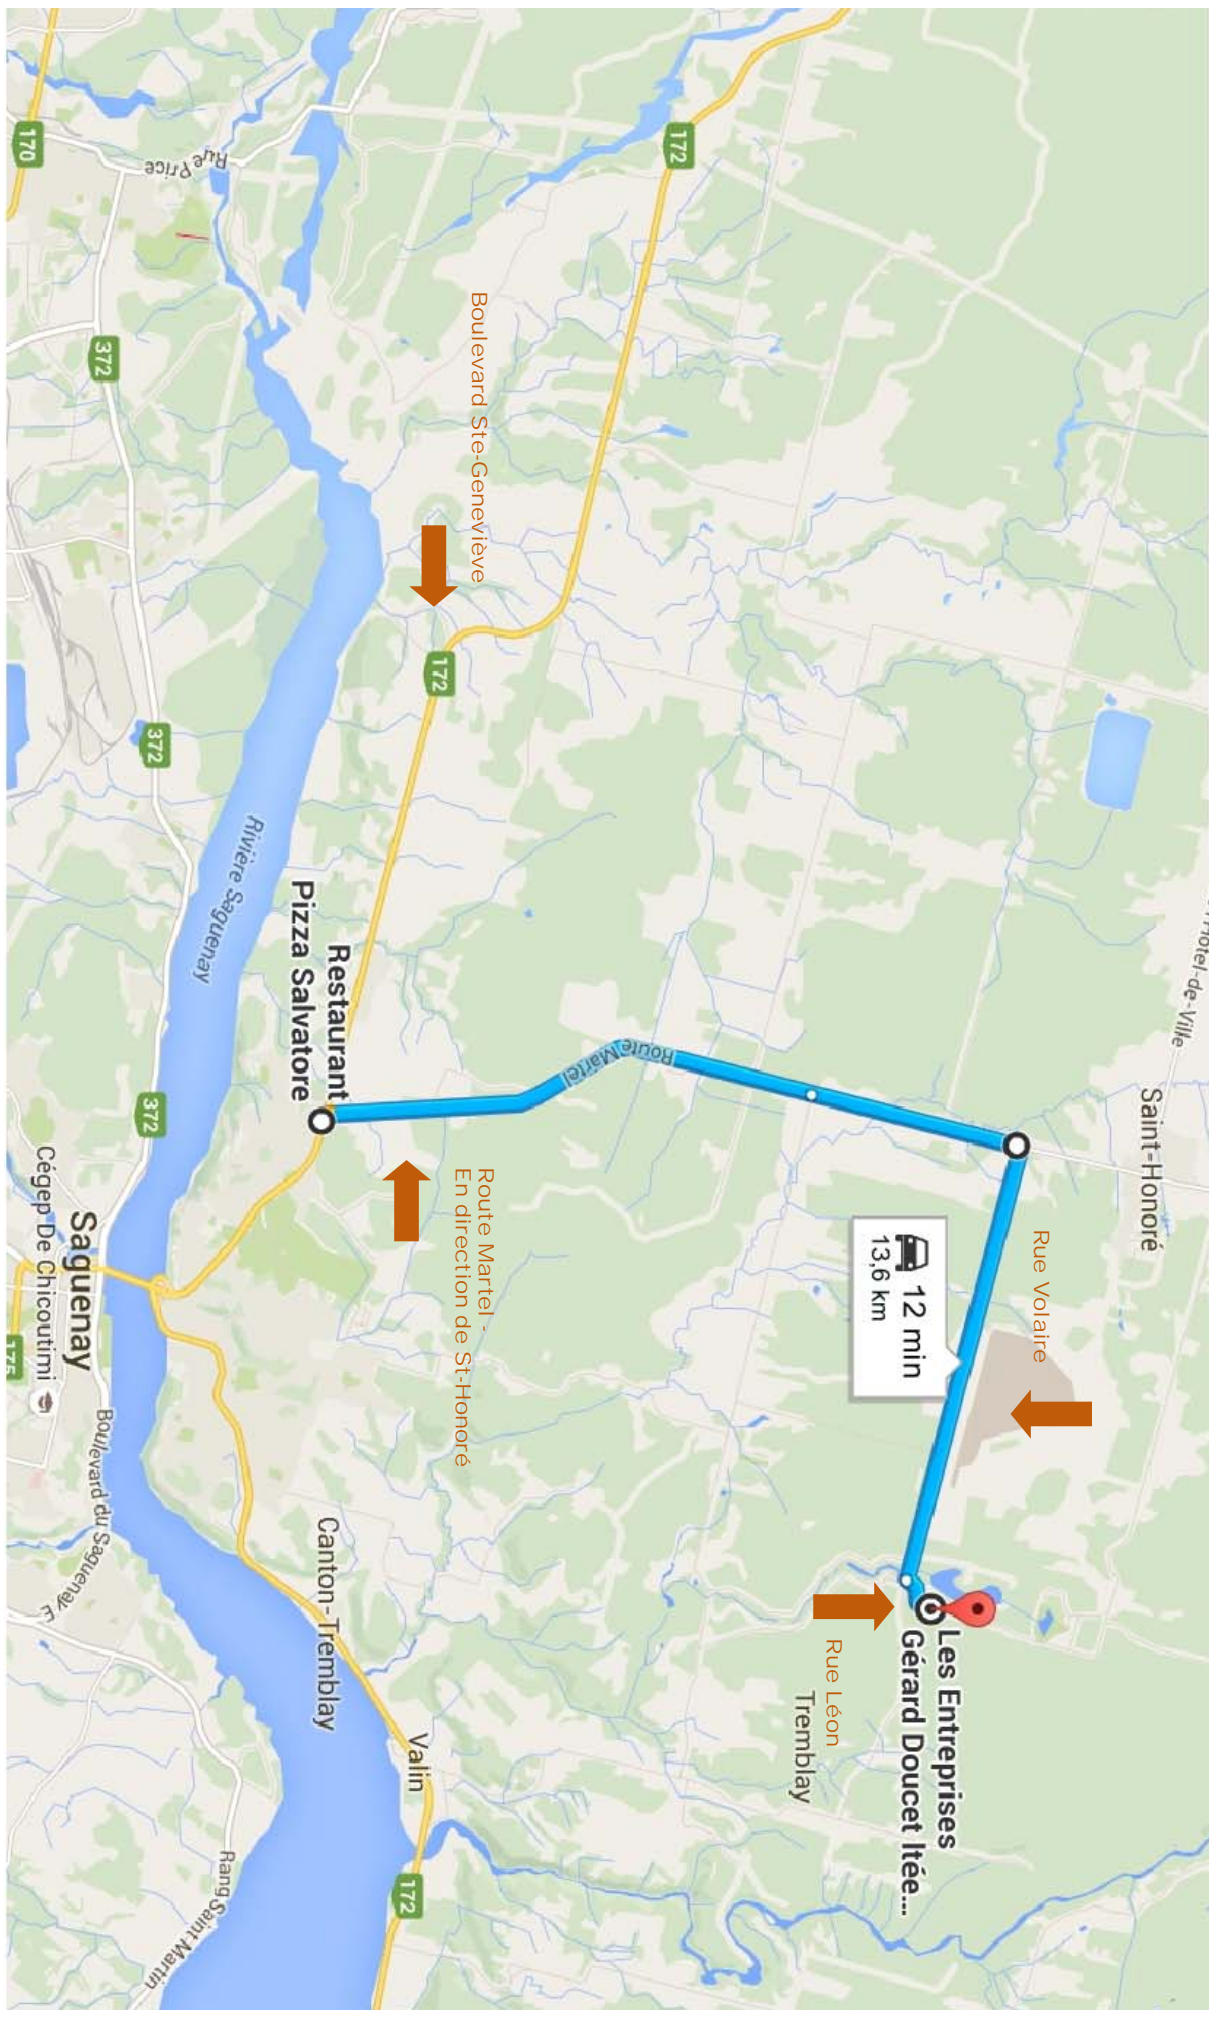 170
Rue Price
372
172
Boulevard Ste-Geneviève
172
372
Rivière Saguenay
Restaurant
Pizza Salvatore
Route Martel
372
Route Martel -
En direction de St-Honoré
l'Hôtel-de-Ville
Saint-Honoré
Rue Volaire
12 min
13,6 km
Cégep De Chicoutimi
Saguenay
175
Boulevard du Saguenay E
Canton-Tremblay
Valin
Les Entreprises
Gérard Doucet ltée....
Rue Léon
Tremblay
172
Rang Saint Martin